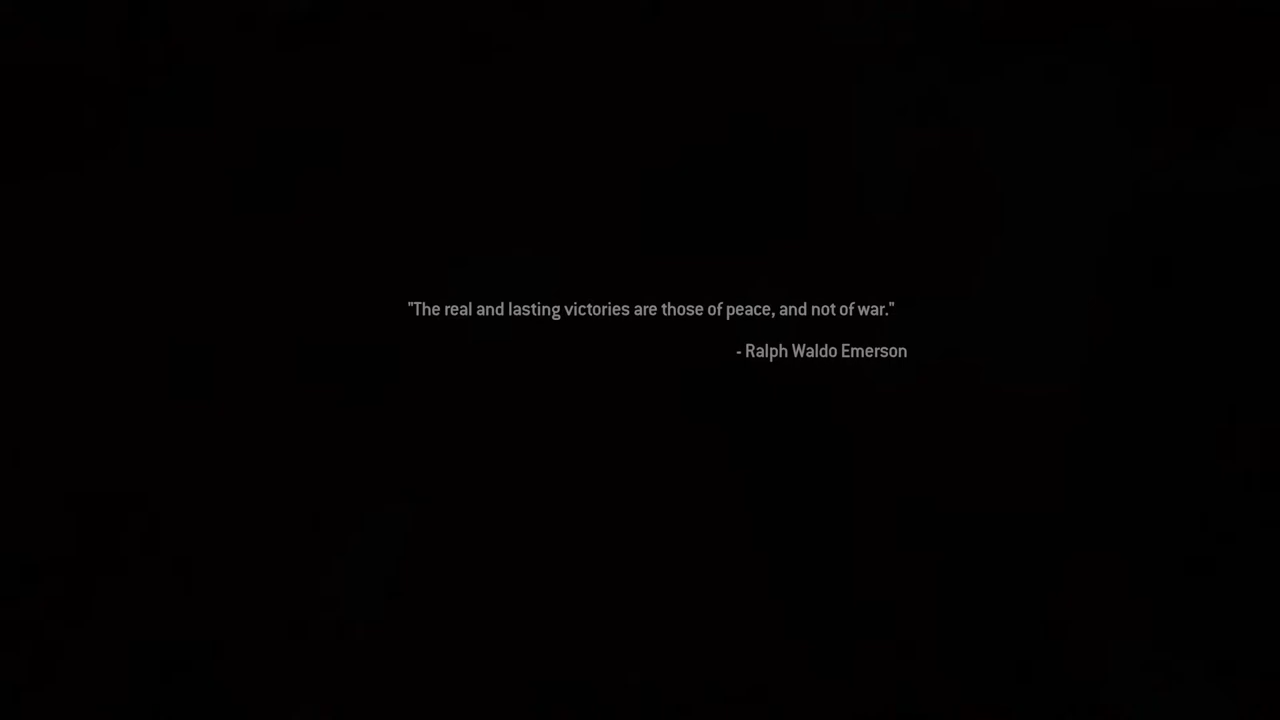 "The real and lasting victories are those of peace, and not of war."
- Ralph Waldo Emerson